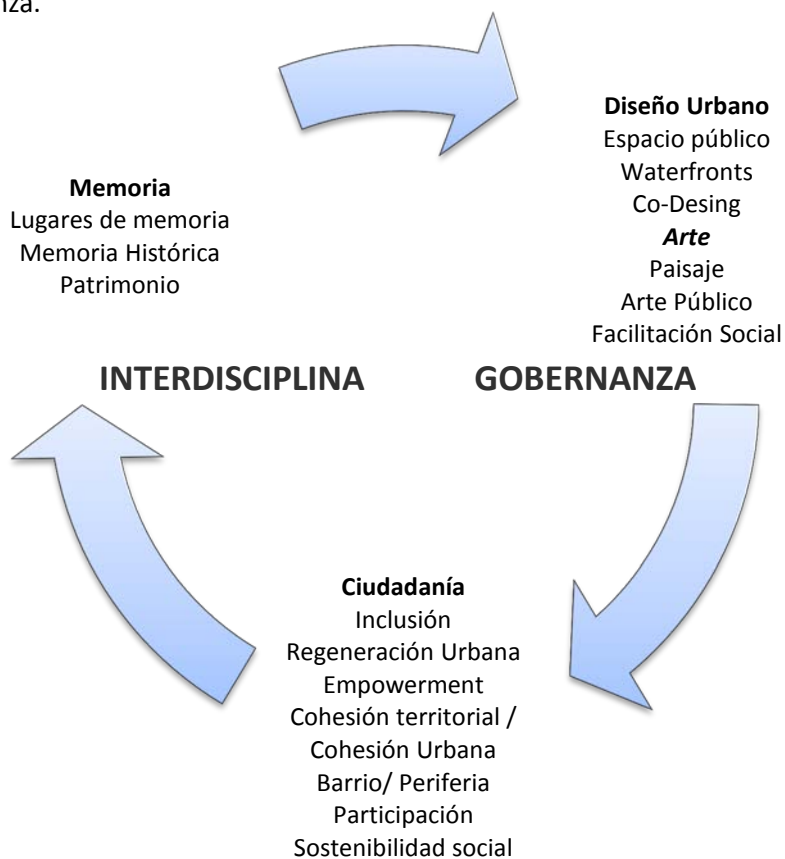 nza.
Memoria
Lugares de memoria
Memoria Histórica
Patrimonio
Diseño Urbano
Espacio público
Waterfronts
Co-Desing
Arte
Paisaje
Arte Público
Facilitación Social
INTERDISCIPLINA
GOBERNANZA
Ciudadanía
Inclusión
Regeneración Urbana
Empowerment
Cohesión territorial /
Cohesión Urbana
Barrio/ Periferia
Participación
Sostenibilidad social